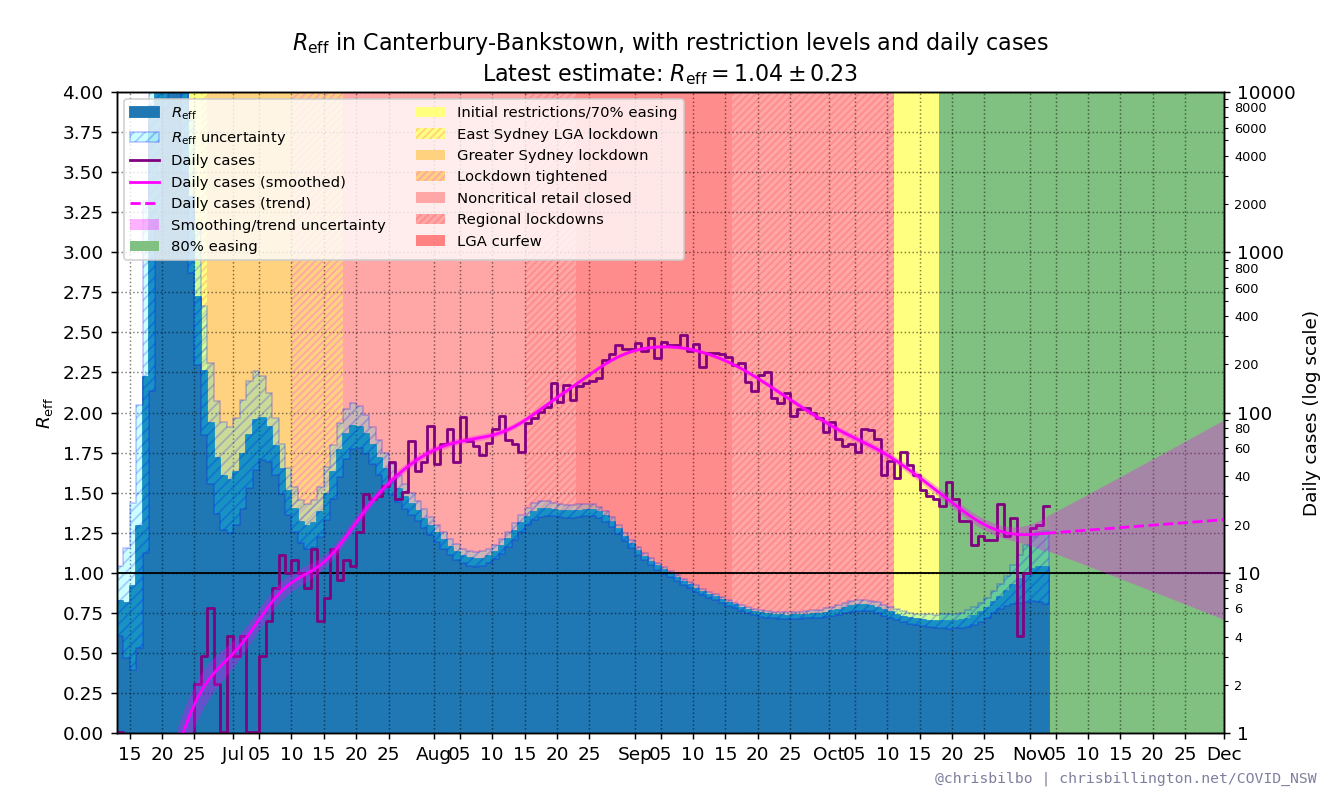 R_eff in Canterbury-Bankstown, with restriction levels and daily cases
Latest estimate: R_eff = 1.04 ± 0.23
R_eff
R_eff uncertainty
Daily cases
Daily cases (smoothed)
Daily cases (trend)
Smoothing/trend uncertainty
80% easing
Initial restrictions/70% easing
East Sydney LGA lockdown
Greater Sydney lockdown
Lockdown tightened
Noncritical retail closed
Regional lockdowns
LGA curfew
R_eff
4.00
3.75
3.50
3.25
3.00
2.75
2.50
2.25
2.00
1.75
1.50
1.25
1.00
0.75
0.50
0.25
0.00
10000
8000
6000
4000
2000
1000
800
600
400
200
100
80
60
40
20
10
8
6
4
2
1
Daily cases (log scale)
15 20 25 Jul 05 10 15 20 25 Aug 05 10 15 20 25 Sep 05 10 15 20 25 Oct 05 10 15 20 25 Nov 05 10 15 20 25 Dec
@chrisbilbo | chrisbillington.net/COVID_NSW